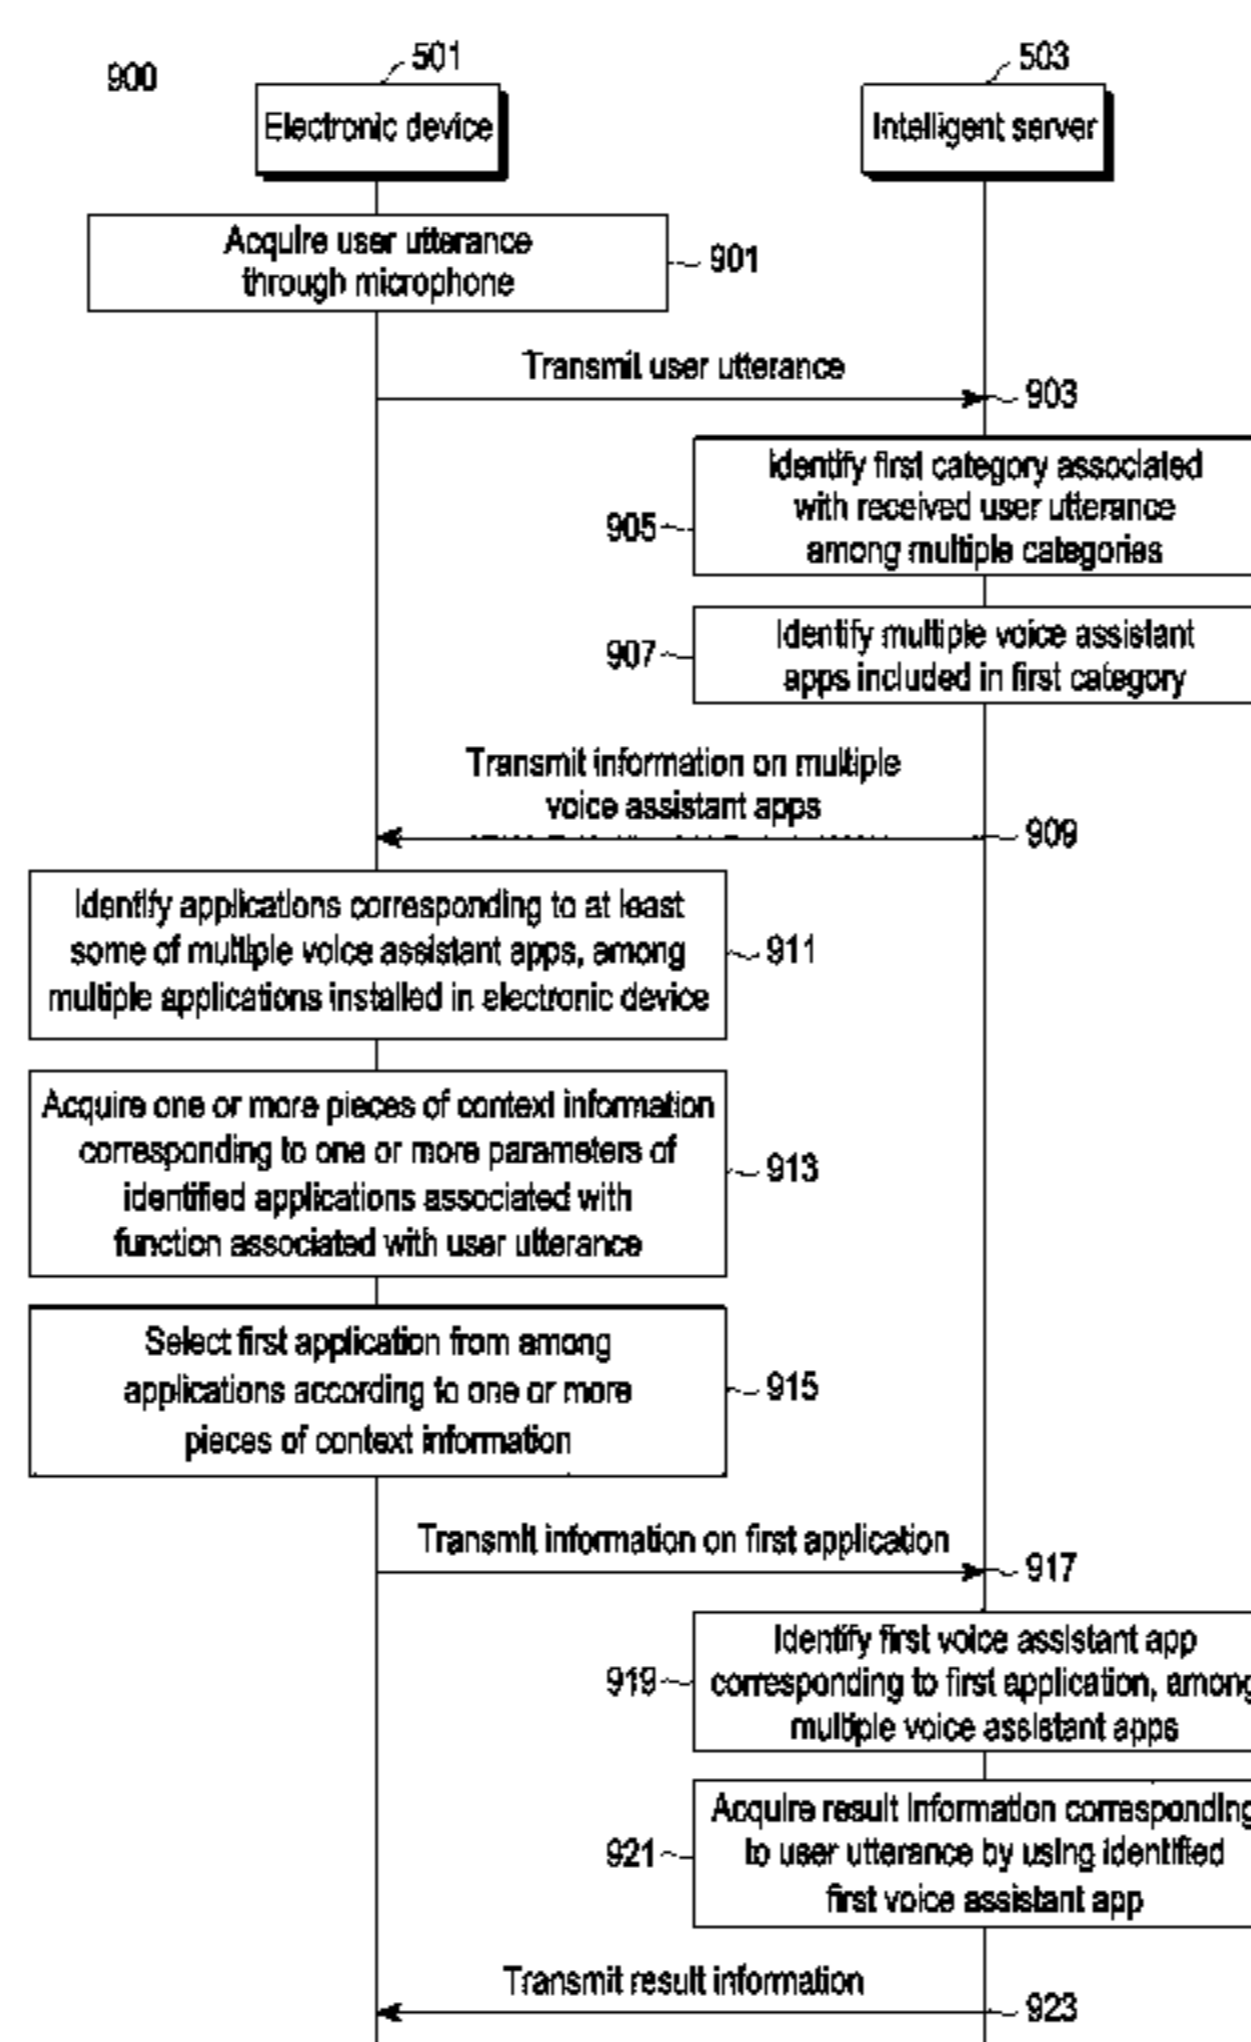 900
501
503
Electronic device
Intelligent server
Acquire user utterance
through microphone
901
Transmit user utterance
903
Identify first category associated
with received user utterance
among multiple categories
905
Identify multiple voice assistant
apps included in first category
907
Transmit information on multiple
voice assistant apps
909
Identify applications corresponding to at least
some of multiple voice assistant apps, among
multiple applications installed in electronic device
911
Acquire one or more pieces of context information
corresponding to one or more parameters of
identified applications associated with
function associated with user utterance
913
Select first application from among
applications according to one or more
pieces of context information
915
Transmit information on first application
917
Identify first voice assistant app
corresponding to first application, among
multiple voice assistant apps
919
Acquire result information corresponding
to user utterance by using identified
first voice assistant app
921
Transmit result information
923